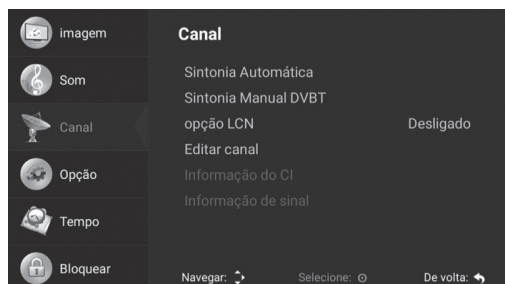 imagem
Som
Canal
Opção
Tempo
Bloquear
Canal
Sintonia Automática
Sintonia Manual DVBT
opção LCN Desligado
Editar canal
Informação do CI
Informação de sinal
Navegar: Selecione: De volta: